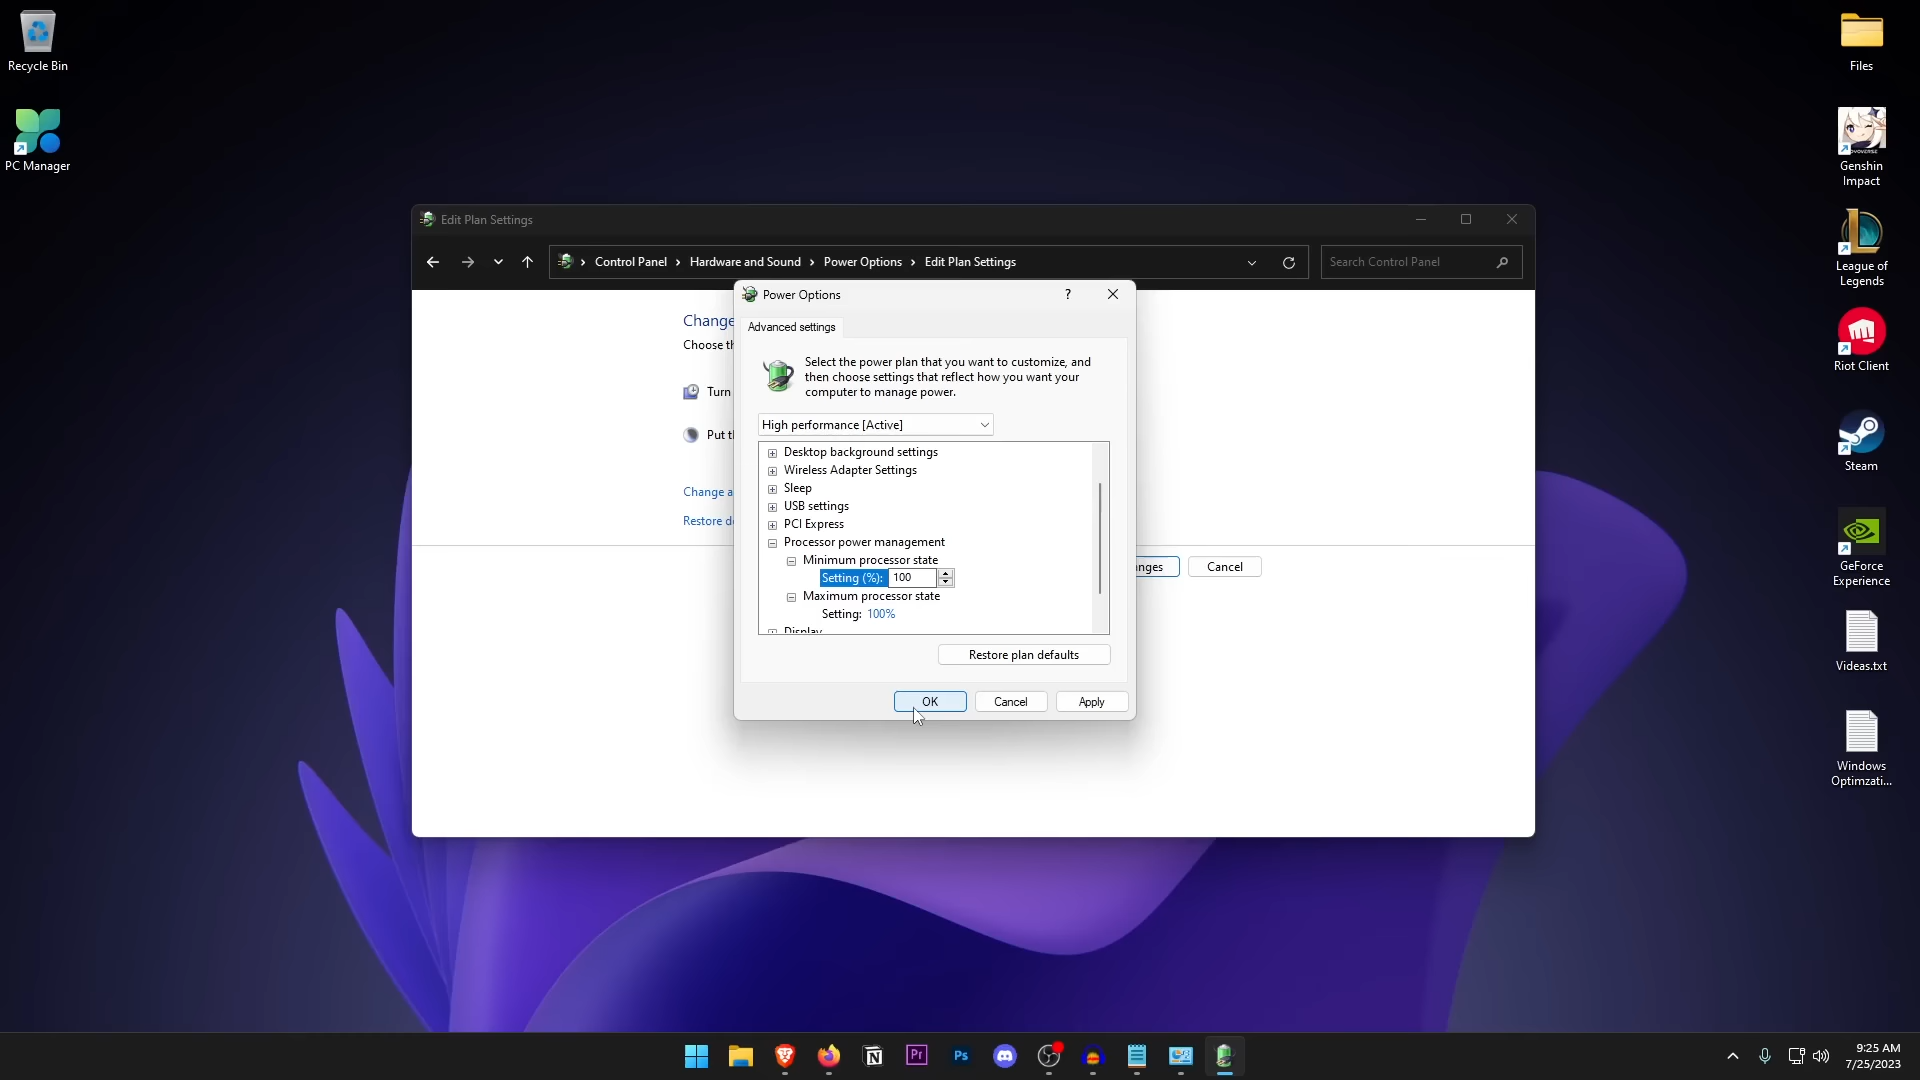 Recycle Bin
PC Manager
Files
Genshin
Impact
League of
Legends
Riot Client
Steam
GeForce
Experience
Videas.txt
Windows
Optimzati...
Edit Plan Settings
Control Panel > Hardware and Sound > Power Options > Edit Plan Settings
Search Control Panel
Change
Choose th
Turn
Put th
Change a
Restore de
nges
Cancel
Power Options
?
Advanced settings
Select the power plan that you want to customize, and
then choose settings that reflect how you want your
computer to manage power.
High performance [Active]
Desktop background settings
Wireless Adapter Settings
Sleep
USB settings
PCI Express
Processor power management
Minimum processor state
Setting (%): 100
Maximum processor state
Setting: 100%
Display
Restore plan defaults
OK
Cancel
Apply
N
Pr
Ps
9:25 AM
7/25/2023